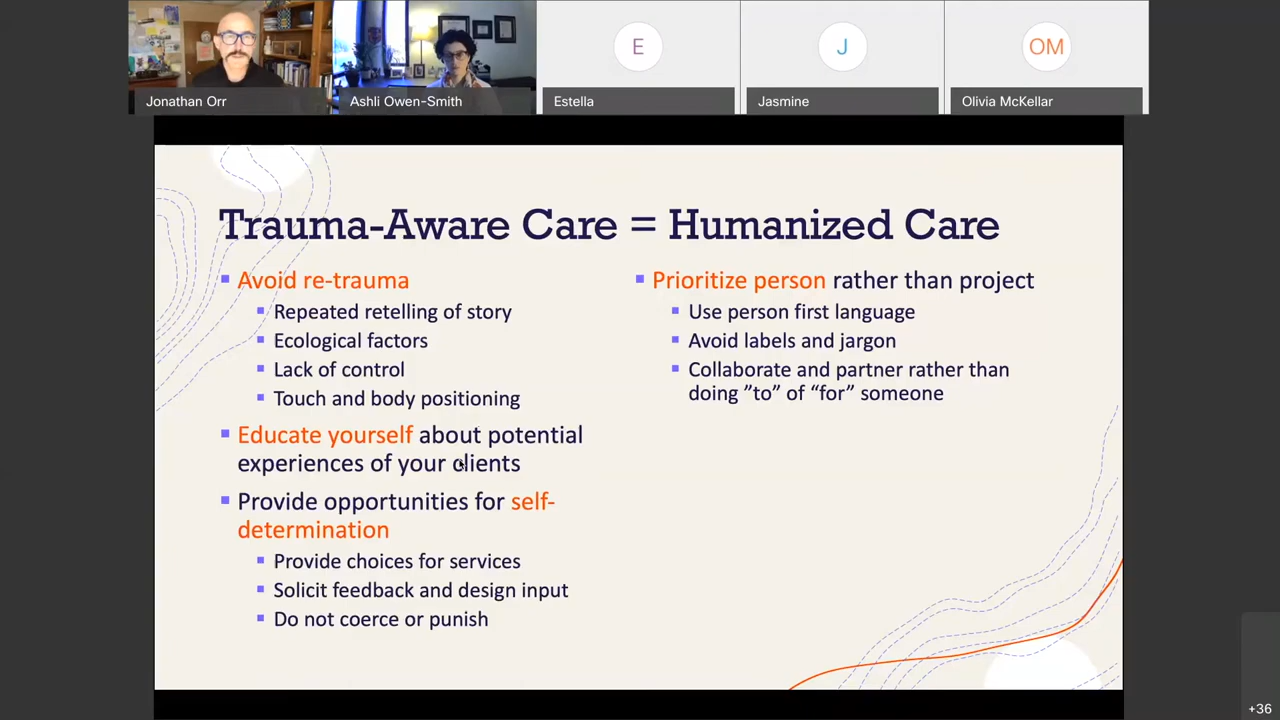 E
J
OM
Jonathan Orr
Ashli Owen-Smith
Estella
Jasmine
Olivia McKellar
Trauma-Aware Care = Humanized Care
Avoid re-trauma
Repeated retelling of story
Ecological factors
Lack of control
Touch and body positioning
Educate yourself about potential
experiences of your clients
Provide opportunities for self-
determination
Provide choices for services
Solicit feedback and design input
Do not coerce or punish
Prioritize person rather than project
Use person first language
Avoid labels and jargon
Collaborate and partner rather than
doing ”to” of “for” someone
+36